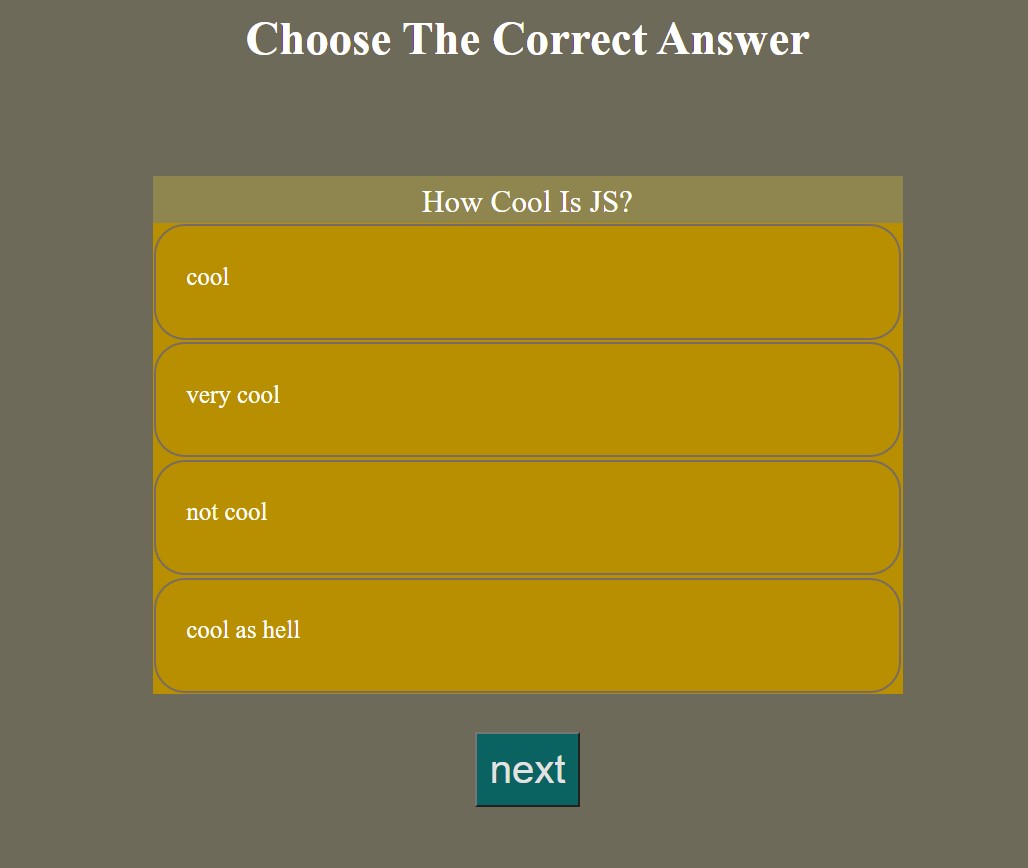 Choose The Correct Answer
How Cool Is JS?
cool
very cool
not cool
cool as hell
next